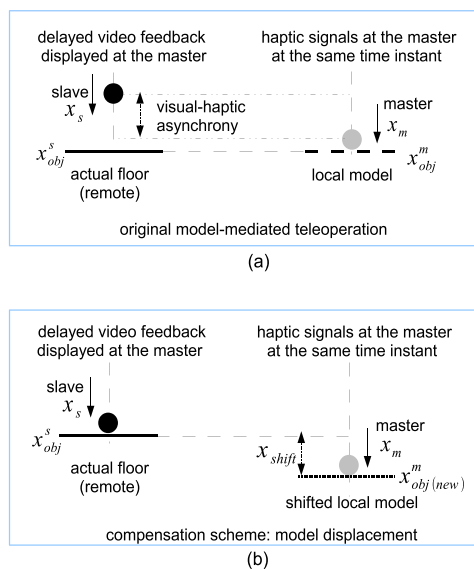 delayed video feedback
displayed at the master
haptic signals at the master
at the same time instant
slave
x_s
visual-haptic
asynchrony
master
x_m
x^s_obj
x^m_obj
actual floor
(remote)
local model
original model-mediated teleoperation
(a)
delayed video feedback
displayed at the master
haptic signals at the master
at the same time instant
slave
x_s
x^s_obj
x_shift
master
x_m
actual floor
(remote)
x^m_obj(new)
shifted local model
compensation scheme: model displacement
(b)